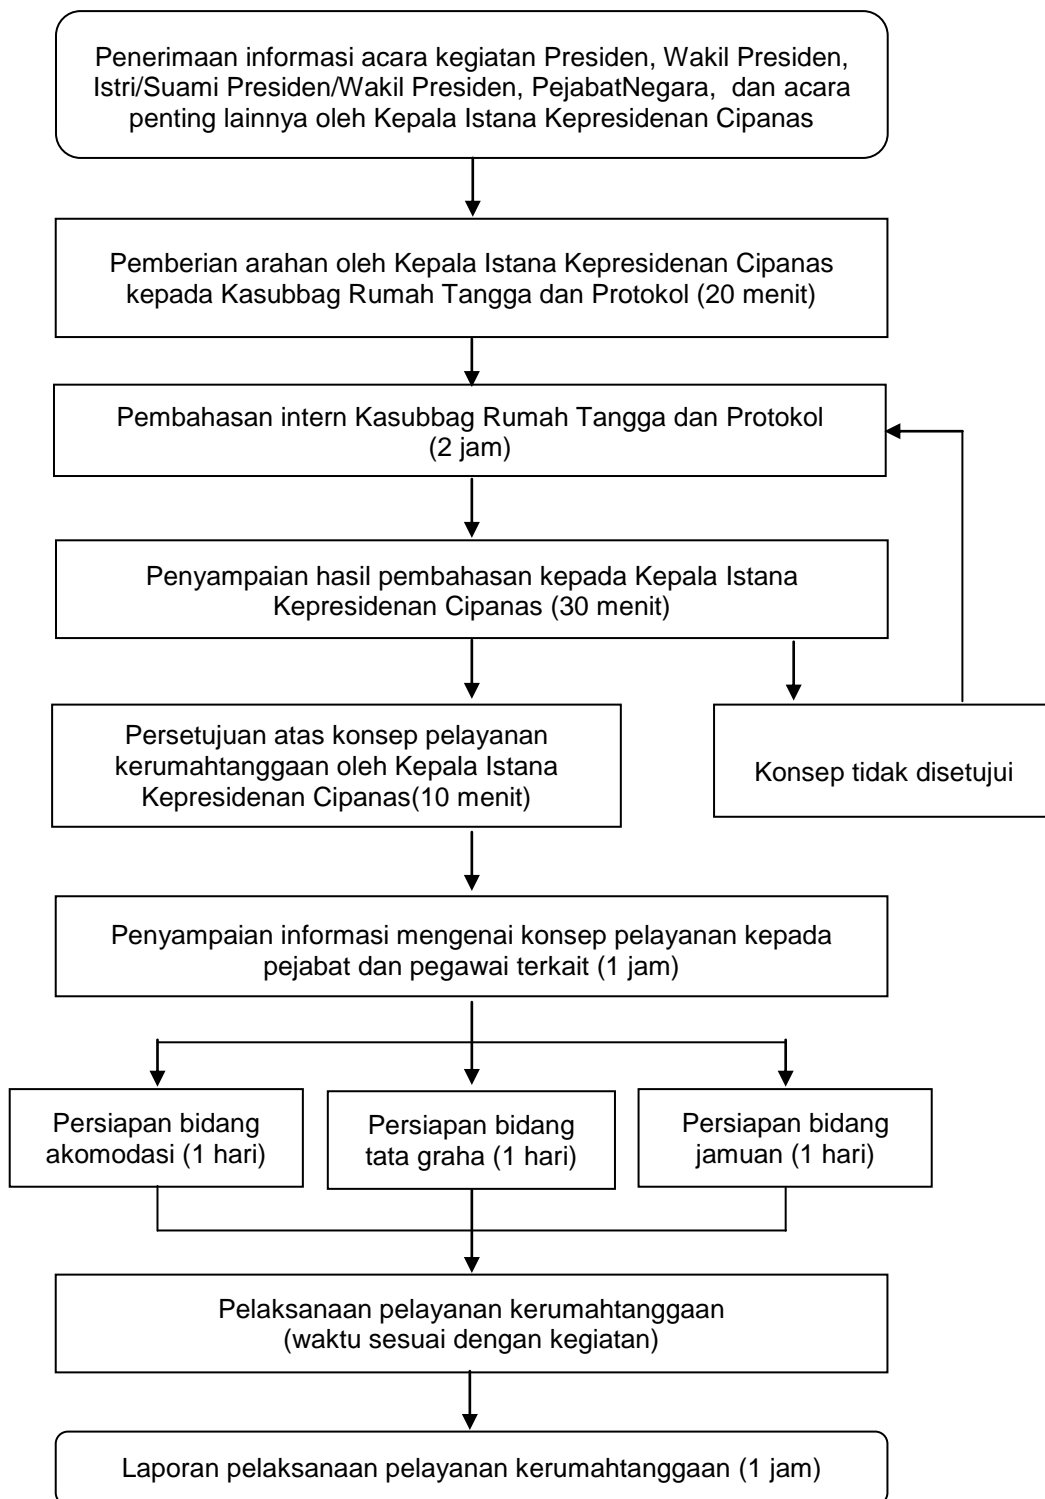 Penerimaan informasi acara kegiatan Presiden, Wakil Presiden,
Istri/Suami Presiden/Wakil Presiden, PejabatNegara,  dan acara
penting lainnya oleh Kepala Istana Kepresidenan Cipanas
Pemberian arahan oleh Kepala Istana Kepresidenan Cipanas
kepada Kasubbag Rumah Tangga dan Protokol (20 menit)
Pembahasan intern Kasubbag Rumah Tangga dan Protokol
(2 jam)
Penyampaian hasil pembahasan kepada Kepala Istana
Kepresidenan Cipanas (30 menit)
Persetujuan atas konsep pelayanan
kerumahtanggaan oleh Kepala Istana
Kepresidenan Cipanas(10 menit)
Konsep tidak disetujui
Penyampaian informasi mengenai konsep pelayanan kepada
pejabat dan pegawai terkait (1 jam)
Persiapan bidang
akomodasi (1 hari)
Persiapan bidang
tata graha (1 hari)
Persiapan bidang
jamuan (1 hari)
Pelaksanaan pelayanan kerumahtanggaan
(waktu sesuai dengan kegiatan)
Laporan pelaksanaan pelayanan kerumahtanggaan (1 jam)